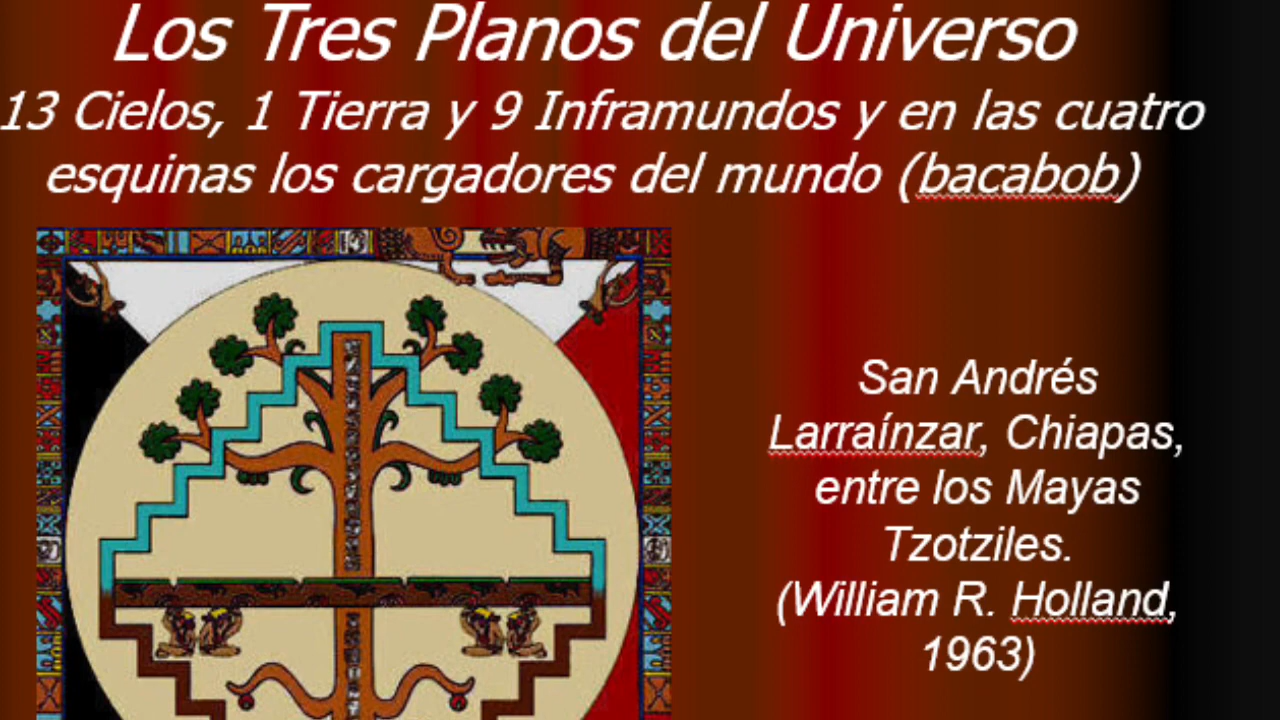 Los Tres Planos del Universo
13 Cielos, 1 Tierra y 9 Inframundos y en las cuatro
esquinas los cargadores del mundo (bacabob)
San Andrés
Larraínzar, Chiapas,
entre los Mayas
Tzotziles.
(William R. Holland,
1963)